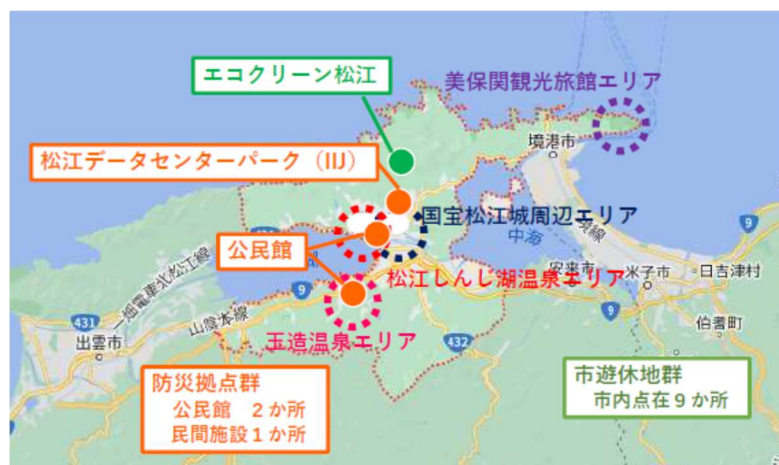 エコクリーン松江
美保関観光旅館エリア
境港市
松江データセンターパーク（IIJ）
国宝松江城周辺エリア
9
中海
境線
公民館
431
湖
松江しんじ湖温泉エリア
安来市
米子市
日吉津村
一畑電車北松江線
9
9
山陰本線
431
出雲市
玉造温泉エリア
432
伯耆町
防災拠点群
公民館　２か所
民間施設１か所
市遊休地群
市内点在９か所